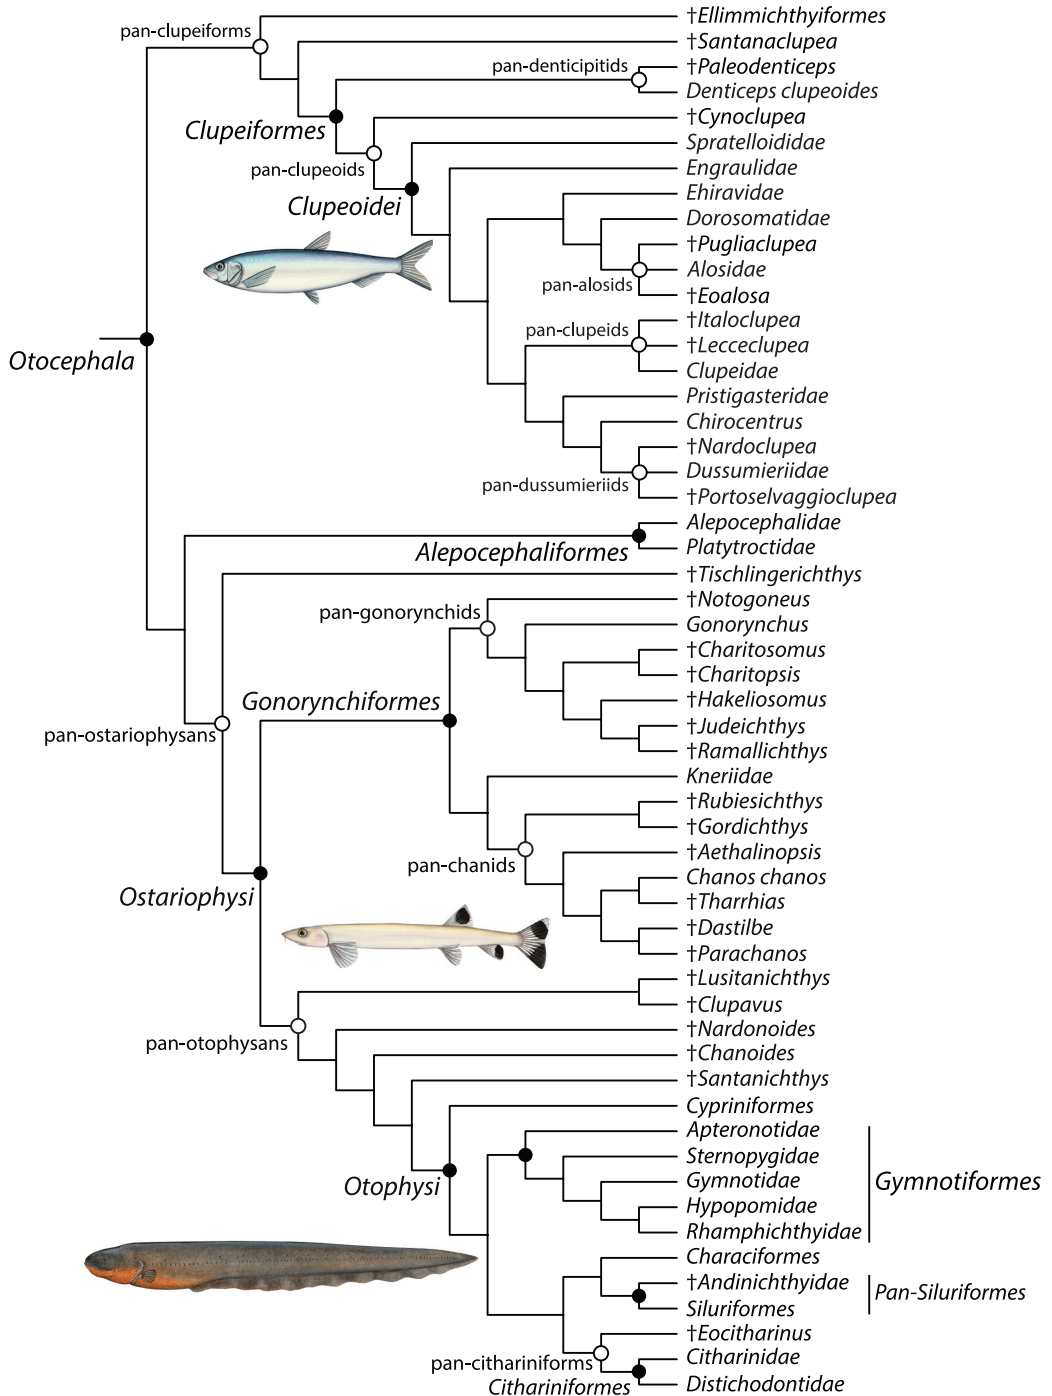 †Ellimmichthyiformes
pan-clupeiforms
†Santanaclupea
pan-denticipitids
†Paleodenticeps
Denticeps clupeoides
†Cynoclupea
Clupeiformes
Spratelloididae
pan-clupeoids
Engraulidae
Ehiravidae
Clupeoidei
Dorosomatidae
†Pugliaclupea
Alosidae
pan-alosids
†Eoalosa
†Italoclupea
pan-clupeids
†Lecceclupea
Otocephala
Clupeidae
Pristigasteridae
Chirocentrus
†Nardoclupea
Dussumieriidae
pan-dussumieriids
†Portoselvaggioclupea
Alepocephalidae
Alepocephaliformes
Platytroctidae
†Tischlingerichthys
†Notogoneus
pan-gonorynchids
Gonorynchus
†Charitosomus
†Charitopsis
Gonorynchiformes
†Hakeliosomus
†Judeichthys
pan-ostariophysans
†Ramallichthys
Kneriidae
†Rubiesichthys
†Gordichthys
†Aethalinopsis
pan-chanids
Chanos chanos
Ostariophysi
†Tharrhias
†Dastilbe
†Parachanos
†Lusitanichthys
†Clupavus
†Nardonoides
pan-otophysans
†Chanoides
†Santanichthys
Cypriniformes
Apteronotidae
Sternopygidae
Otophysi
Gymnotidae
Gymnotiformes
Hypopomidae
Rhamphichthyidae
Characiformes
†Andinichthyidae
Pan-Siluriformes
Siluriformes
†Eocitharinus
pan-cithariniforms
Citharinidae
Cithariniformes
Distichodontidae